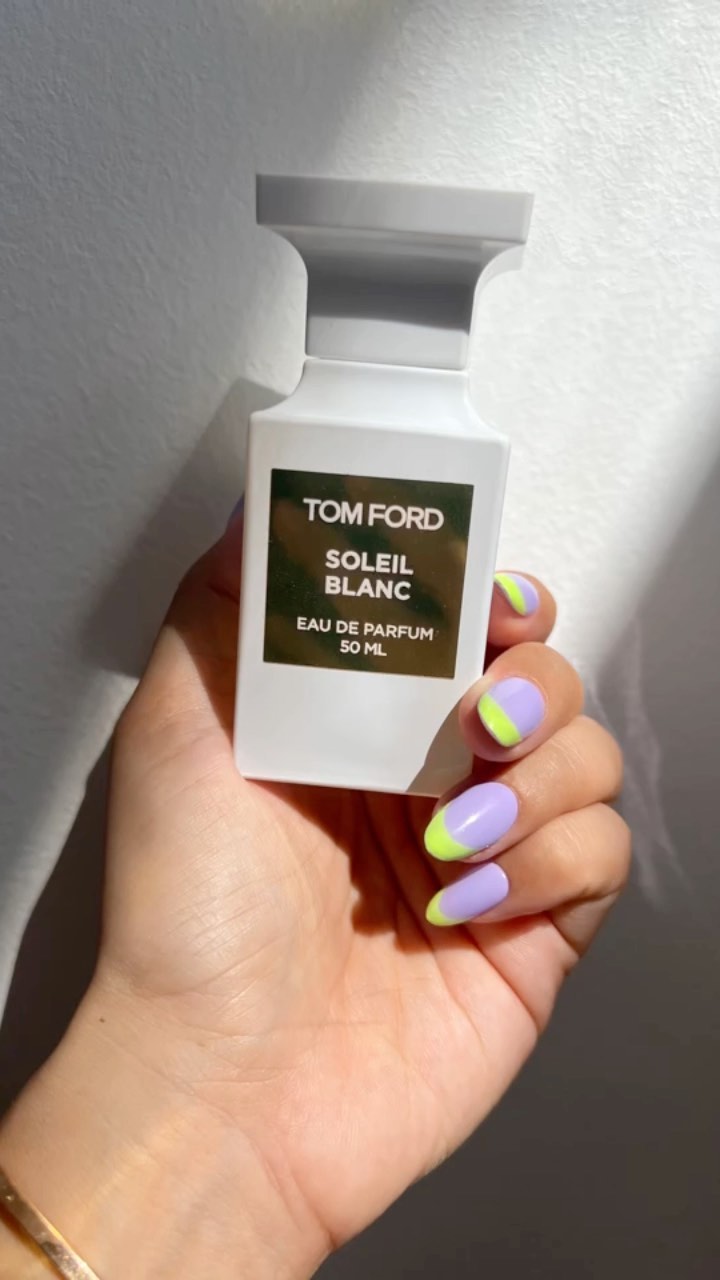 TOM FORD
SOLEIL
BLANC
EAU DE PARFUM
50 ML